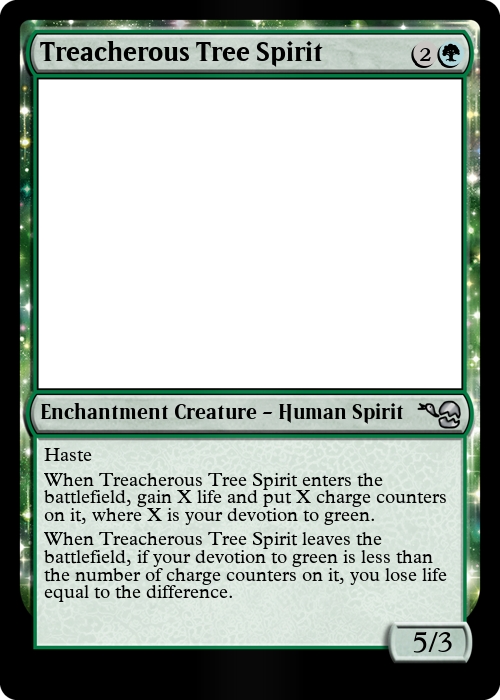 Treacherous Tree Spirit 2
Enchantment Creature – Human Spirit
Haste
When Treacherous Tree Spirit enters the
battlefield, gain X life and put X charge counters
on it, where X is your devotion to green.
When Treacherous Tree Spirit leaves the
battlefield, if your devotion to green is less than
the number of charge counters on it, you lose life
equal to the difference.
5/3